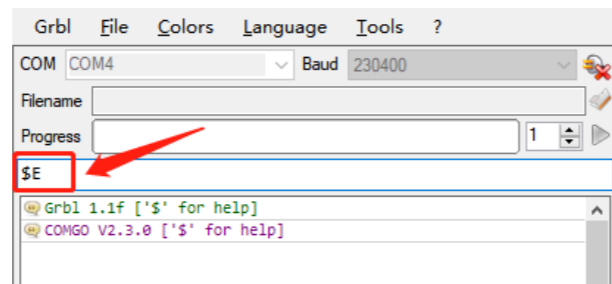 Grbl File Colors Language Tools ?
COM COM4 Baud 230400
Filename
Progress 1
$E
Grbl 1.1f ['$' for help]
COMGO V2.3.0 ['$' for help]